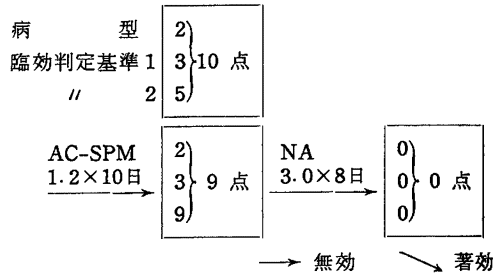 病型 2
臨効判定基準1 3 10点
〃 2 5
AC-SPM
1.2×10日
2
3 9点
9
NA
3.0×8日
0
0 0点
0
→ 無効 ↘ 著効